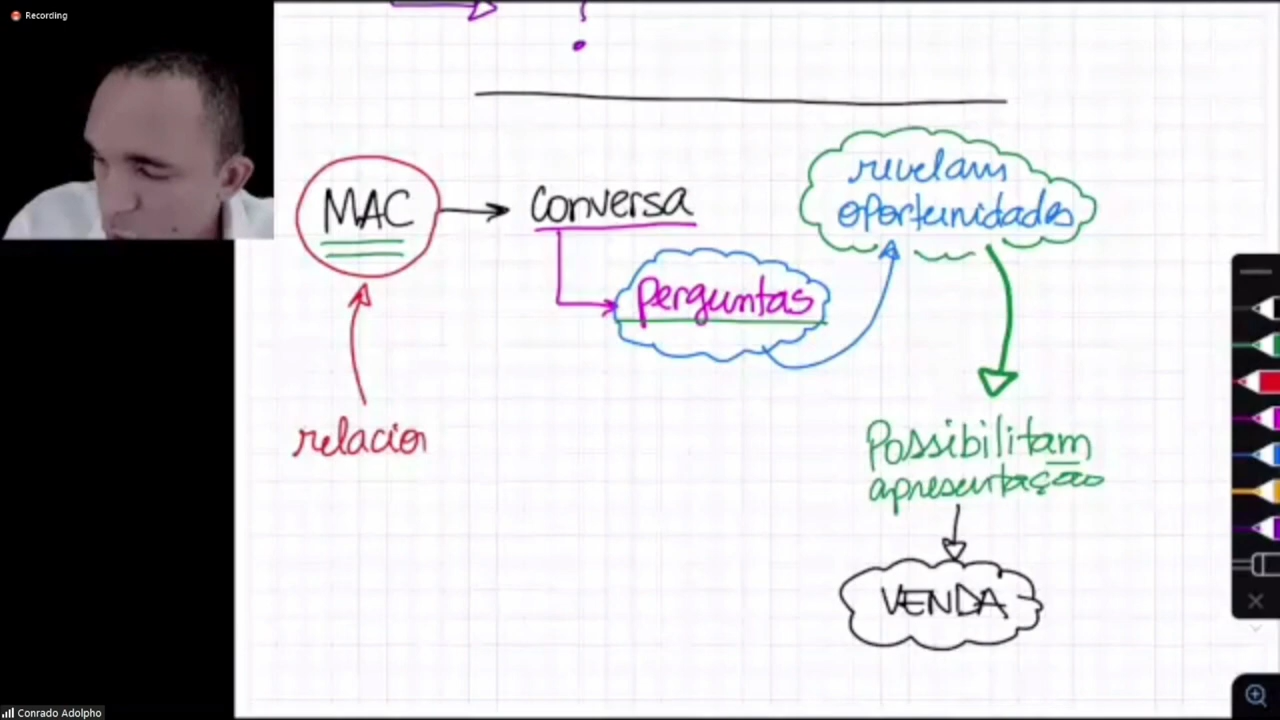 Recording
?
MAC
conversa
revelam
oportunidades
perguntas
relacion
Possibilitam
apresentação
VENDA
Conrado Adolpho